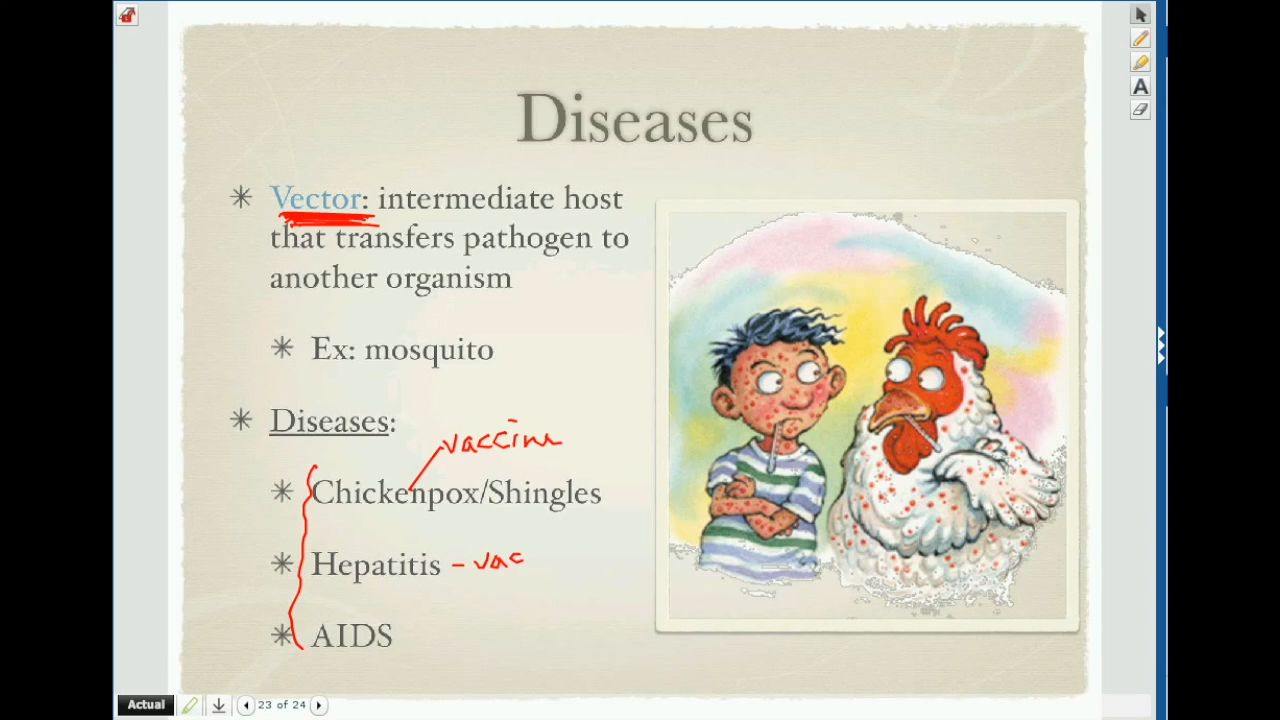 Diseases
Vector: intermediate host
that transfers pathogen to
another organism
Ex: mosquito
Diseases:
vaccine
Chickenpox/Shingles
Hepatitis - vac
AIDS
A
Actual
23 of 24